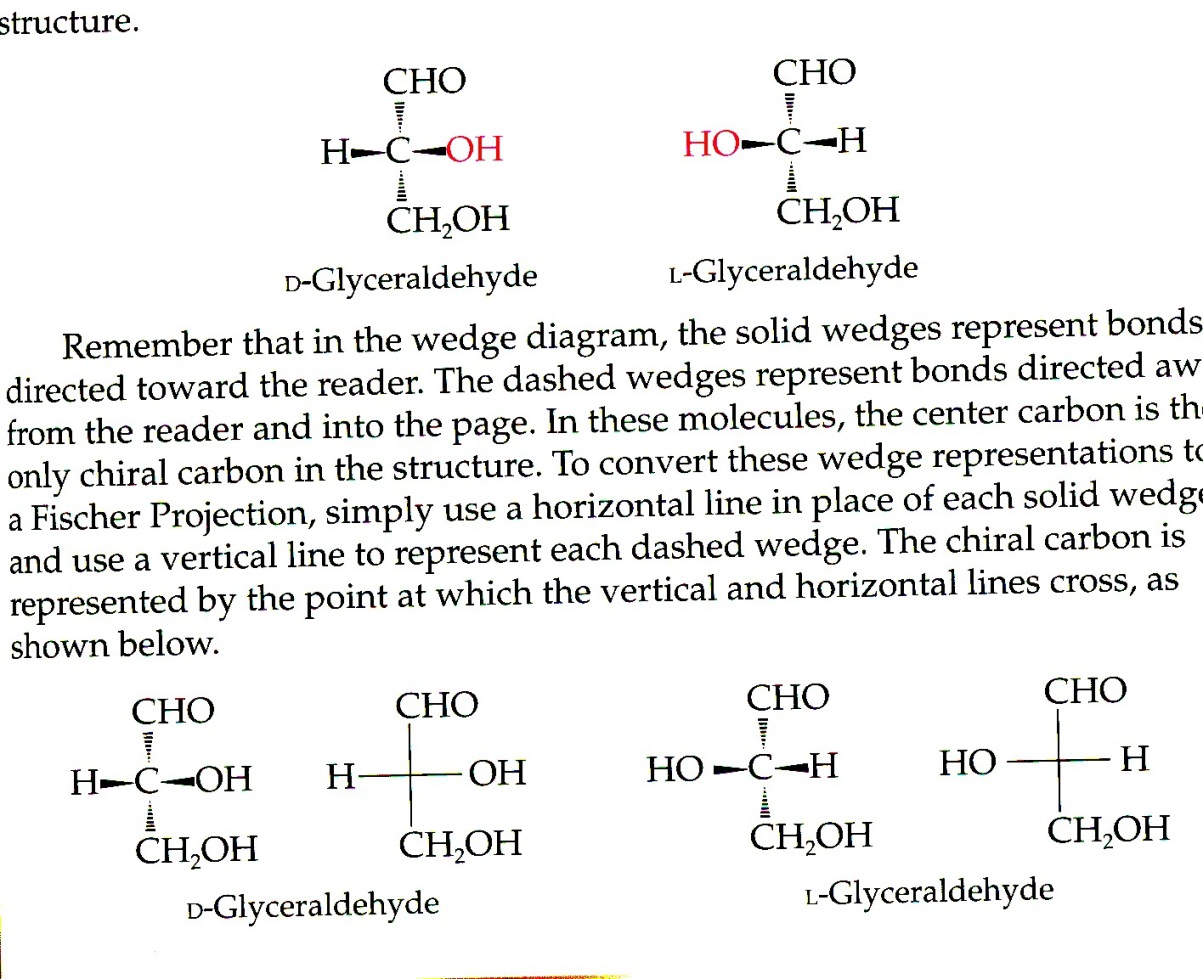 structure.
CHO CHO
H C OH HO C H
CH₂OH CH₂OH
D-Glyceraldehyde L-Glyceraldehyde
Remember that in the wedge diagram, the solid wedges represent bonds
directed toward the reader. The dashed wedges represent bonds directed aw
from the reader and into the page. In these molecules, the center carbon is th
only chiral carbon in the structure. To convert these wedge representations to
a Fischer Projection, simply use a horizontal line in place of each solid wedge
and use a vertical line to represent each dashed wedge. The chiral carbon is
represented by the point at which the vertical and horizontal lines cross, as
shown below.
CHO CHO CHO CHO
H C OH H OH HO C H HO H
CH₂OH CH₂OH CH₂OH CH₂OH
D-Glyceraldehyde L-Glyceraldehyde